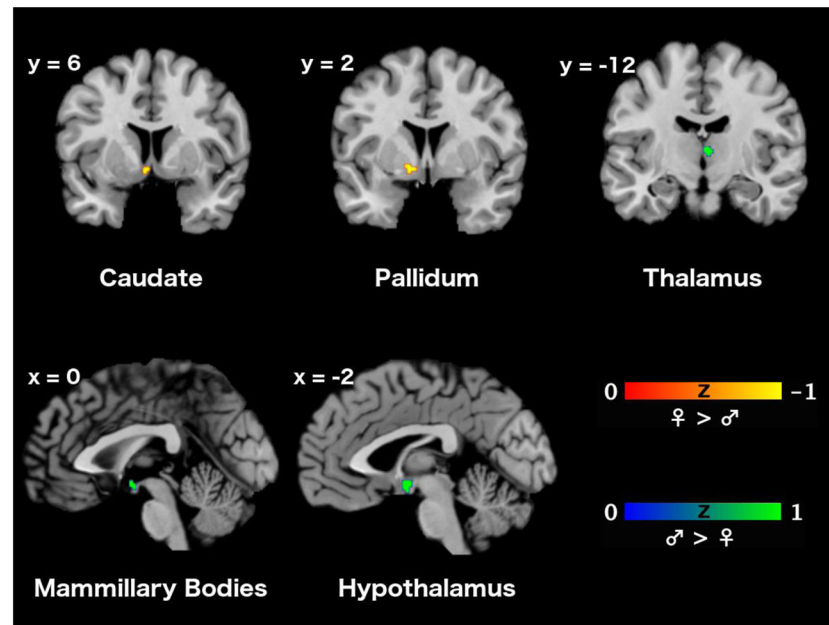 y = 6
y = 2
y = -12
Caudate
Pallidum
Thalamus
x = 0
x = -2
0 Z -1
♀ > ♂
0 Z 1
♂ > ♀
Mammillary Bodies
Hypothalamus